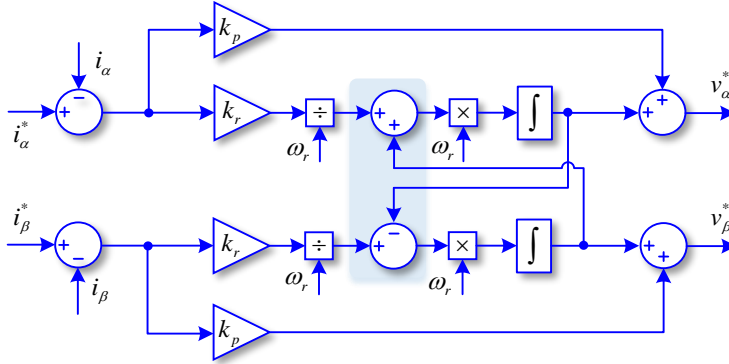 k_p
i_α
−
+
i_α^*
k_r
÷
ω_r
+
+
×
ω_r
∫
+
+
v_α^*
i_β^*
+
−
i_β
k_r
÷
ω_r
+
−
×
ω_r
∫
+
+
v_β^*
k_p